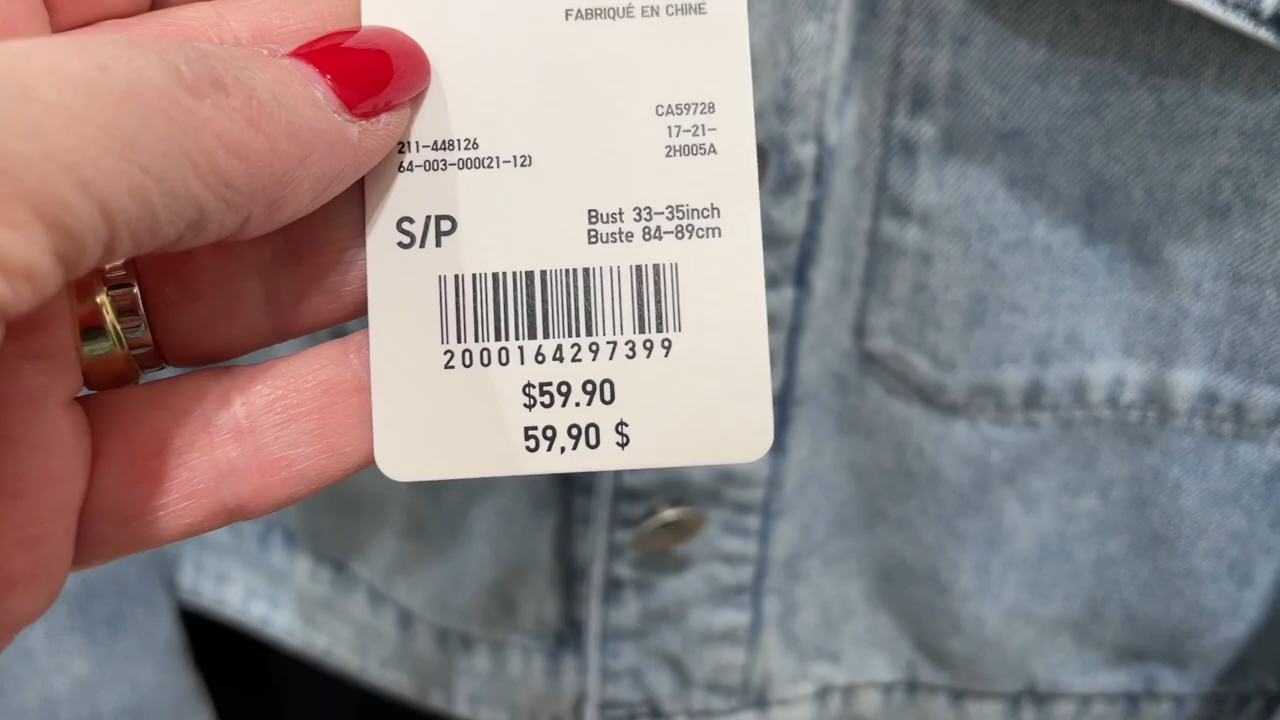 FABRIQUÉ EN CHINE
CA59728
17-21-
2H005A
211-448126
64-003-000(21-12)
S/P
Bust 33-35inch
Buste 84-89cm
2000164297399
$59.90
59,90 $